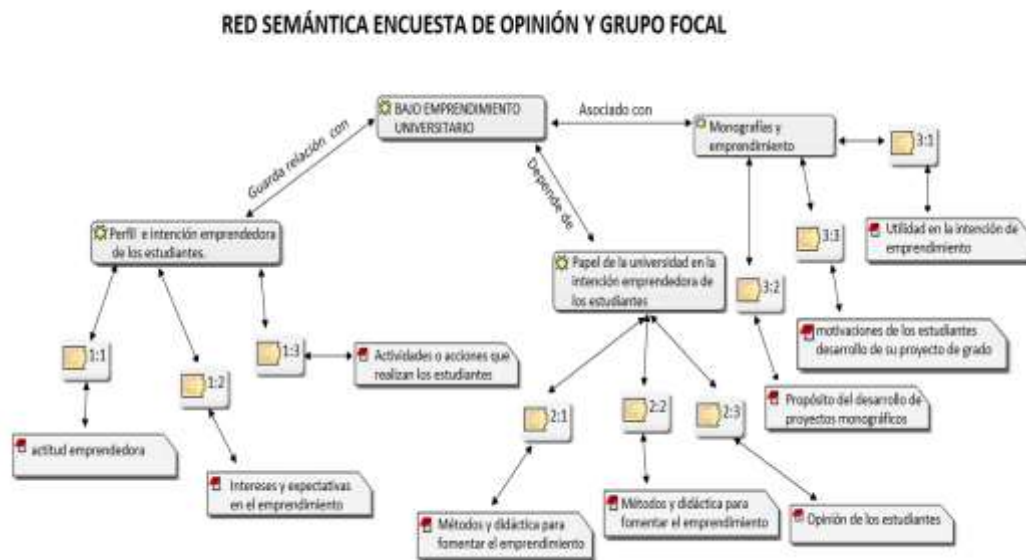 RED SEMÁNTICA ENCUESTA DE OPINIÓN Y GRUPO FOCAL
BAJO EMPRENDIMIENTO
UNIVERSITARIO
Asociado con
Monografías y
emprendimiento
3:1
Guarda relación con
Depende de
Utilidad en la intención de
emprendimiento
Perfil e intención emprendedora
de los estudiantes.
3:3
Papel de la universidad en la
intención emprendedora de
los estudiantes
3:2
motivaciones de los estudiantes
desarrollo de su proyecto de grado
1:1
1:3
Actividades o acciones que
realizan los estudiantes
1:2
Propósito del desarrollo de
proyectos monográficos
2:1
2:2
2:3
actitud emprendedora
Intereses y expectativas
en el emprendimiento
Métodos y didáctica para
fomentar el emprendimiento
Métodos y didáctica para
fomentar el emprendimiento
Opinión de los estudiantes